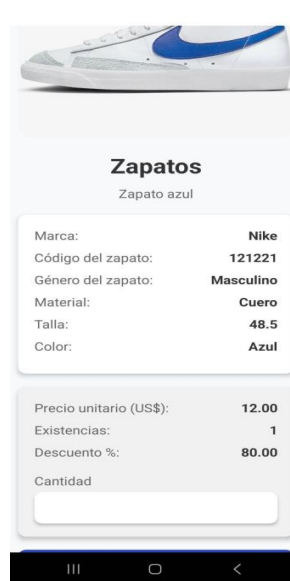 Zapatos
Zapato azul
Marca: Nike
Código del zapato: 121221
Género del zapato: Masculino
Material: Cuero
Talla: 48.5
Color: Azul
Precio unitario (US$): 12.00
Existencias: 1
Descuento %: 80.00
Cantidad